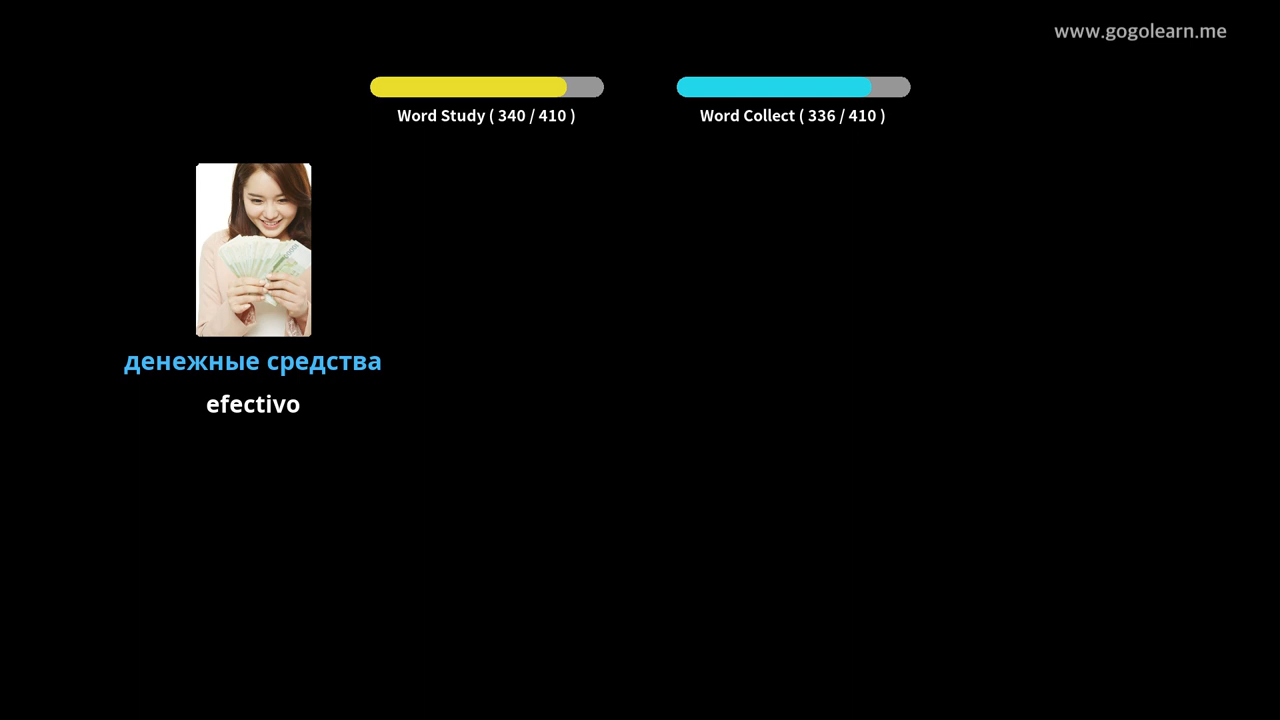 www.gogolearn.me
Word Study ( 340 / 410 )
Word Collect ( 336 / 410 )
денежные средства
efectivo